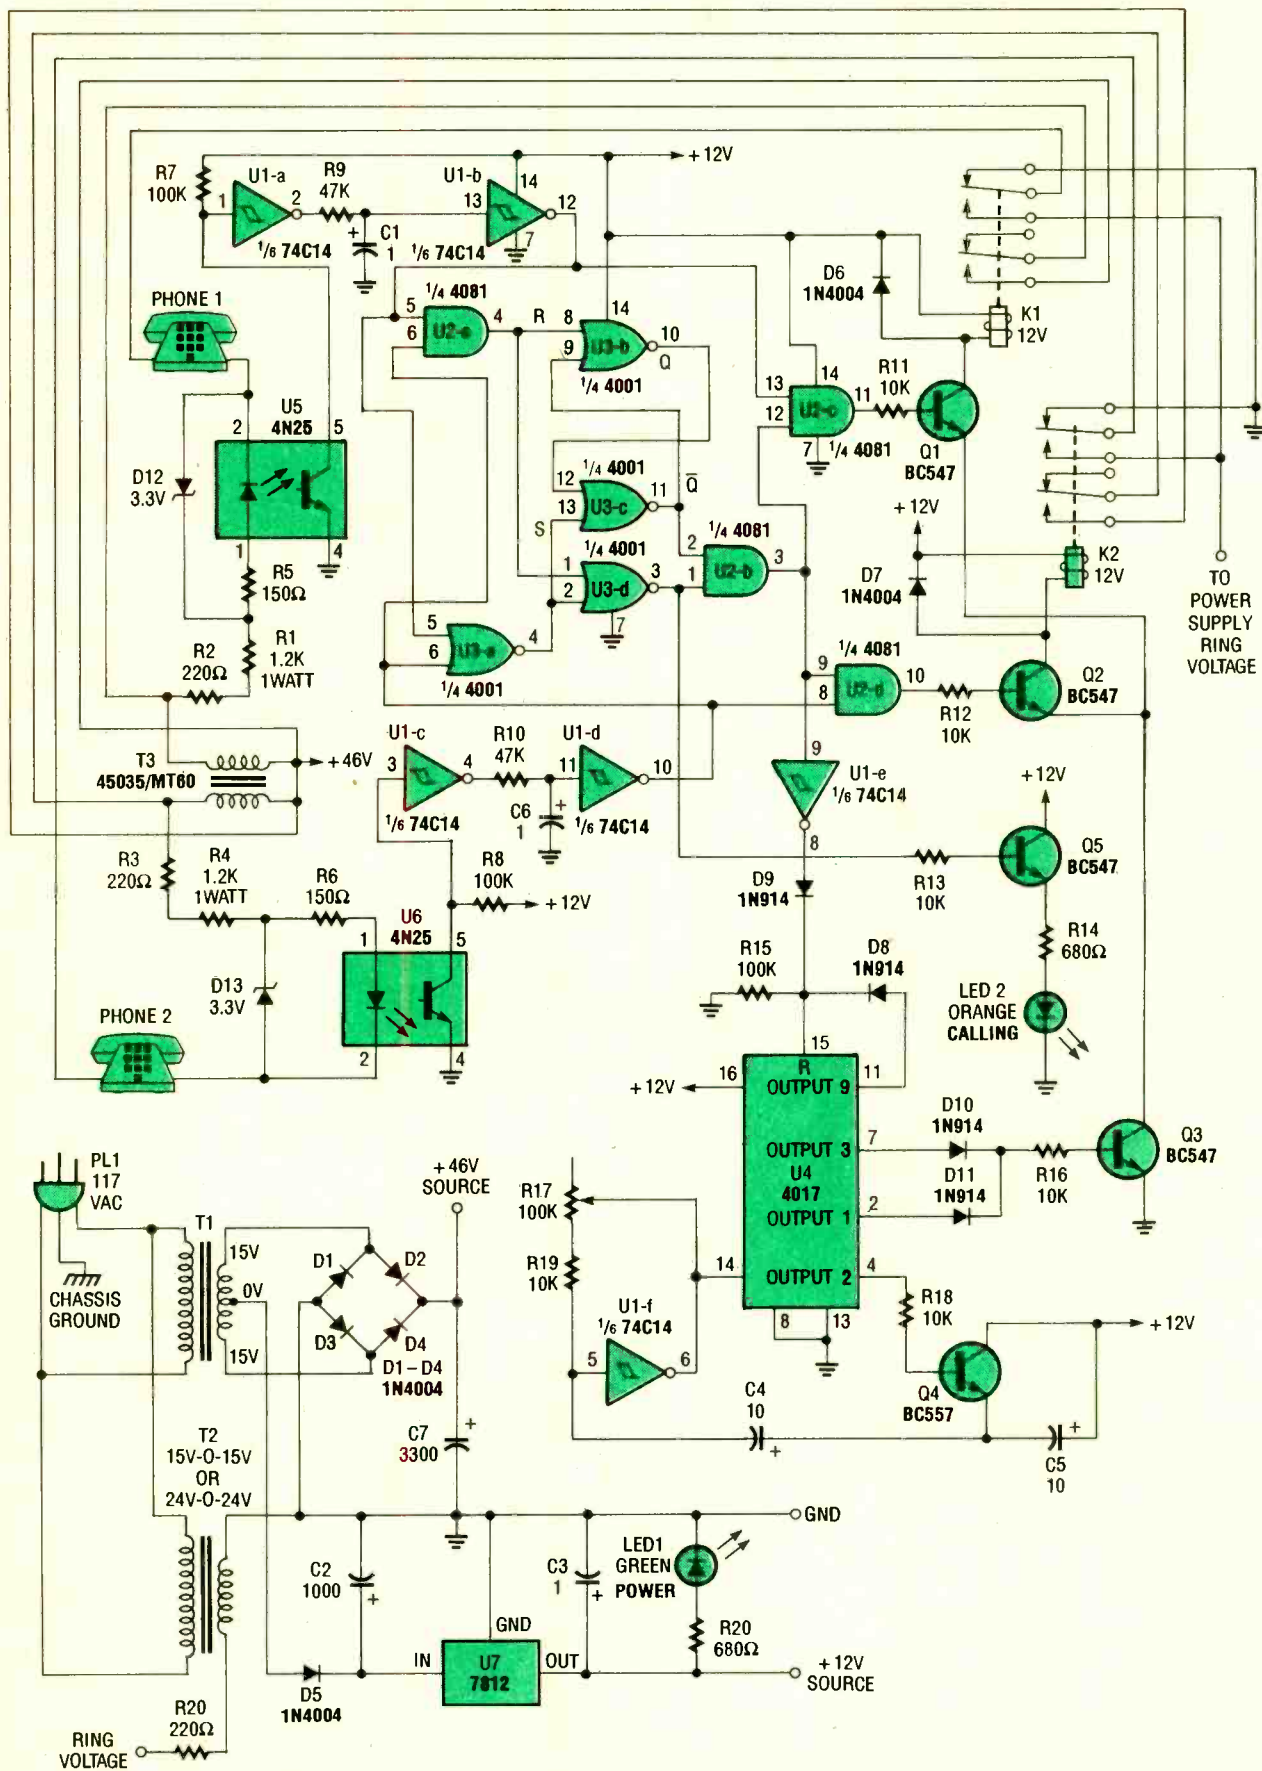 +12V
R7
100K
U1-a
1
2
1/6 74C14
R9
47K
+
C1
1
U1-b
14
13
12
7
1/6 74C14
PHONE 1
1/4 4081
5
6
U2-a
4
R
8
9
14
U3-b
10
Q
1/4 4001
D6
1N4004
K1
12V
U5
4N25
2
5
1
4
D12
3.3V
R5
150Ω
R1
1.2K
1WATT
R2
220Ω
1/4 4001
12
13
U3-c
11
Q̅
S
1/4 4001
1
2
U3-d
3
7
1/4 4081
2
1
U2-b
3
13
12
14
U2-c
11
7
1/4 4081
R11
10K
Q1
BC547
+12V
D7
1N4004
K2
12V
TO
POWER
SUPPLY
RING
VOLTAGE
5
6
U3-a
4
1/4 4001
1/4 4081
9
8
U2-d
10
R12
10K
Q2
BC547
T3
45035/MT60
+46V
U1-c
3
4
1/6 74C14
R10
47K
C6
1
+
U1-d
11
10
1/6 74C14
9
U1-e
1/6 74C14
8
+12V
Q5
BC547
R13
10K
R14
680Ω
LED 2
ORANGE
CALLING
R3
220Ω
R4
1.2K
1WATT
R6
150Ω
R8
100K
+12V
U6
4N25
1
5
2
4
D13
3.3V
PHONE 2
D9
1N914
R15
100K
D8
1N914
15
R
16
+12V
OUTPUT 9
11
OUTPUT 3
7
U4
4017
OUTPUT 1
2
14
OUTPUT 2
4
8
13
D10
1N914
D11
1N914
R16
10K
Q3
BC547
PL1
117
VAC
CHASSIS
GROUND
T1
15V
0V
15V
D1
D2
D3
D4
D1–D4
1N4004
+46V
SOURCE
C7
3300
+
R17
100K
R19
10K
U1-f
1/6 74C14
5
6
R18
10K
Q4
BC557
+12V
C4
10
+
C5
10
+
T2
15V-0-15V
OR
24V-0-24V
GND
C2
1000
+
GND
IN
U7
7812
OUT
C3
1
+
LED1
GREEN
POWER
R20
680Ω
+12V
SOURCE
D5
1N4004
R20
220Ω
RING
VOLTAGE